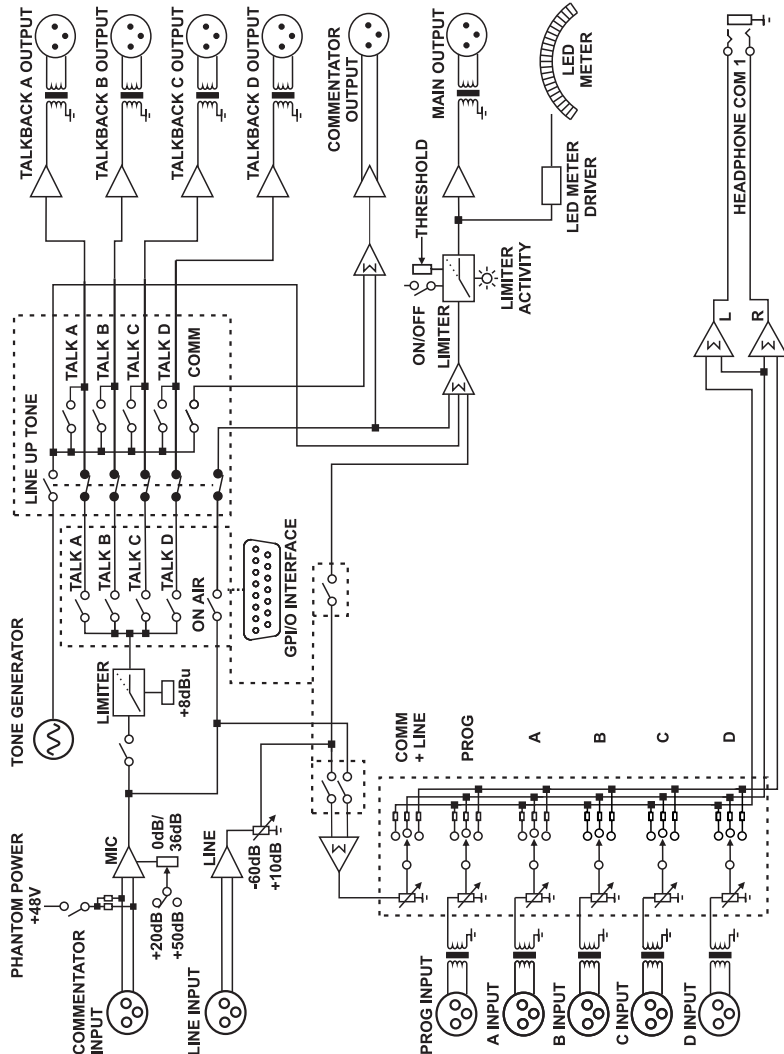 PHANTOM POWER
+48V
COMMENTATOR
INPUT
MIC
0dB/
36dB
+20dB
+50dB
LINE INPUT
LINE
-60dB
+10dB
TONE GENERATOR
LIMITER
+8dBu
TALK A
TALK B
TALK C
TALK D
ON AIR
GPI/O INTERFACE
LINE UP TONE
TALK A
TALK B
TALK C
TALK D
COMM
TALKBACK A OUTPUT
TALKBACK B OUTPUT
TALKBACK C OUTPUT
TALKBACK D OUTPUT
COMMENTATOR
OUTPUT
Σ
MAIN OUTPUT
THRESHOLD
ON/OFF
LIMITER
LIMITER
ACTIVITY
Σ
LED
METER
LED METER
DRIVER
Σ
PROG INPUT
A INPUT
B INPUT
C INPUT
D INPUT
COMM
+ LINE
PROG
A
B
C
D
Σ
L
Σ
R
HEADPHONE COM 1